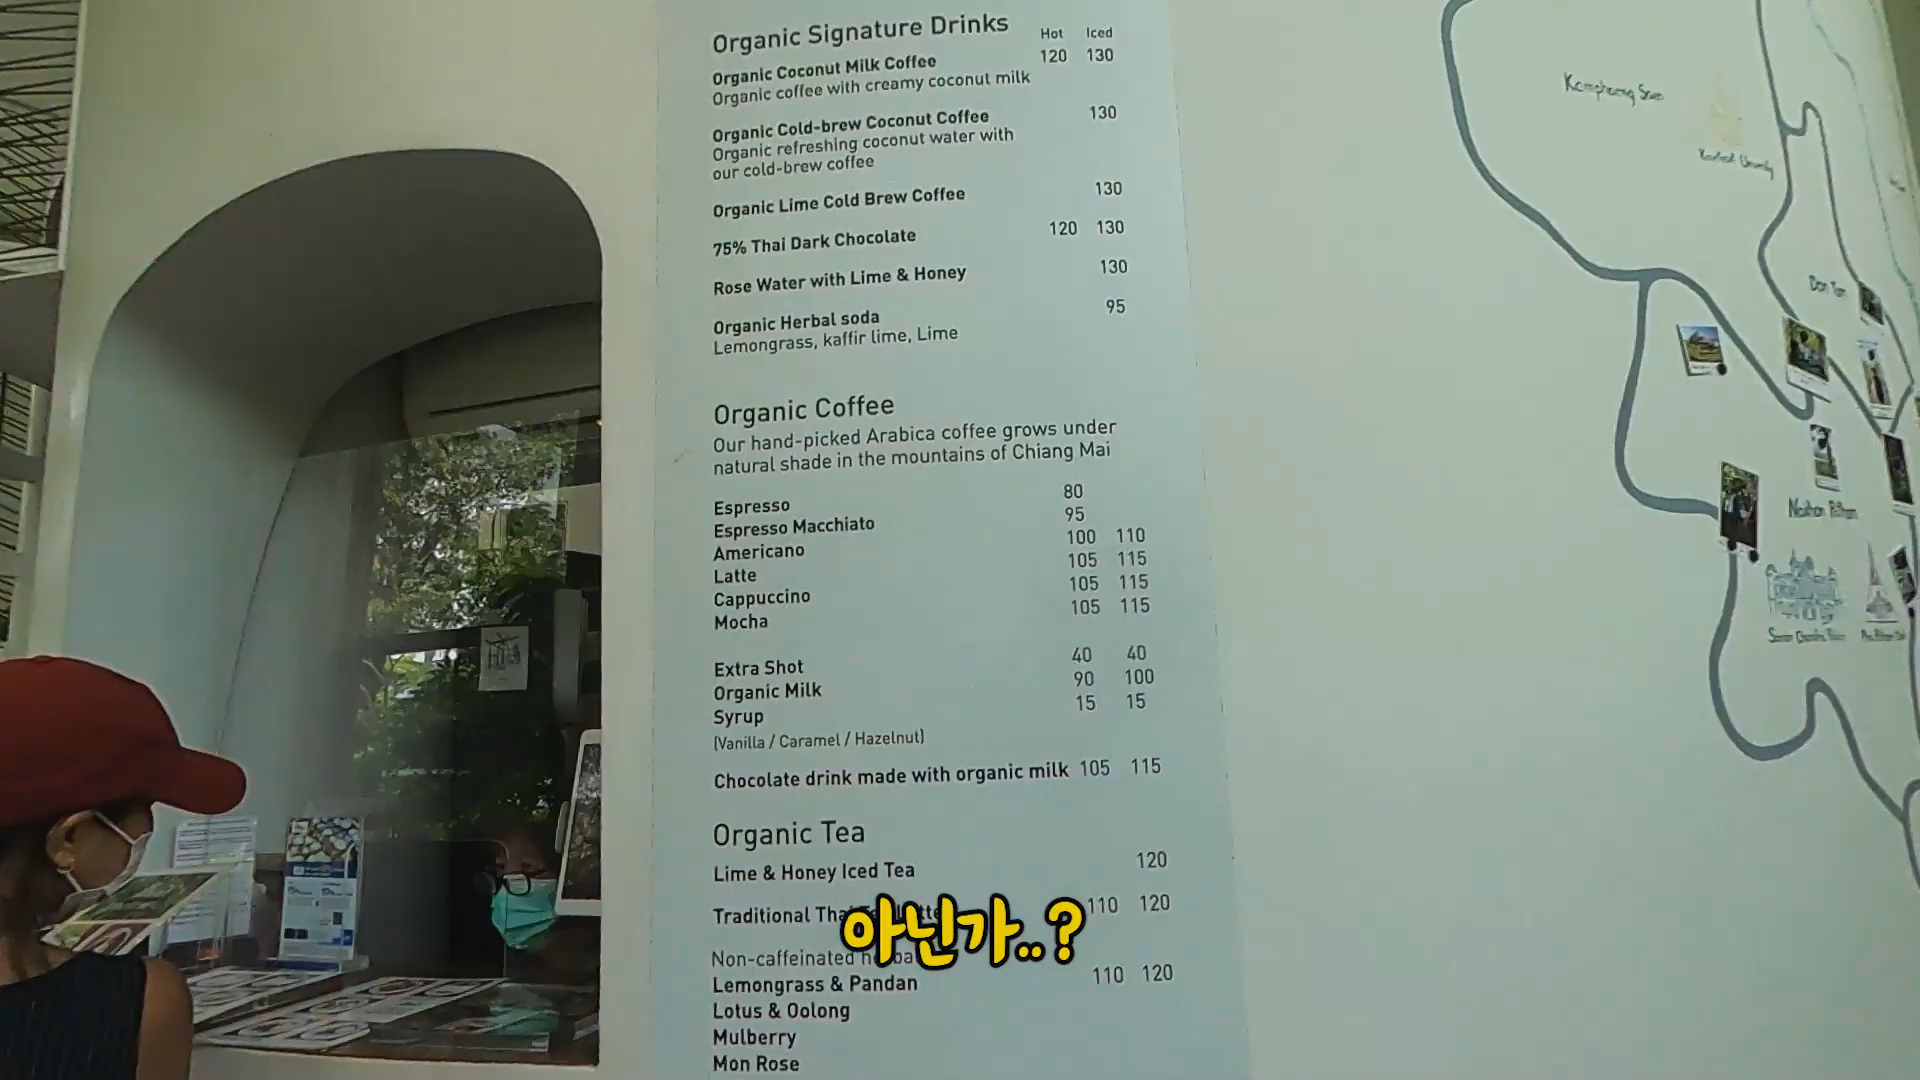 Organic Signature Drinks
Hot Iced
Organic Coconut Milk Coffee 120 130
Organic coffee with creamy coconut milk
Organic Cold-brew Coconut Coffee 130
Organic refreshing coconut water with
our cold-brew coffee
Organic Lime Cold Brew Coffee 130
75% Thai Dark Chocolate 120 130
Rose Water with Lime & Honey 130
Organic Herbal soda 95
Lemongrass, kaffir lime, Lime
Organic Coffee
Our hand-picked Arabica coffee grows under
natural shade in the mountains of Chiang Mai
Espresso 80
Espresso Macchiato 95
Americano 100 110
Latte 105 115
Cappuccino 105 115
Mocha 105 115
Extra Shot 40 40
Organic Milk 90 100
Syrup 15 15
(Vanilla / Caramel / Hazelnut)
Chocolate drink made with organic milk 105 115
Organic Tea
Lime & Honey Iced Tea 120
Traditional 110 120
Non-caffeinated
Lemongrass & Pandan 110 120
Lotus & Oolong
Mulberry
Mon Rose
아닌가..?
Kamphaeng Saen
Don Tum
Nakhon Pathom